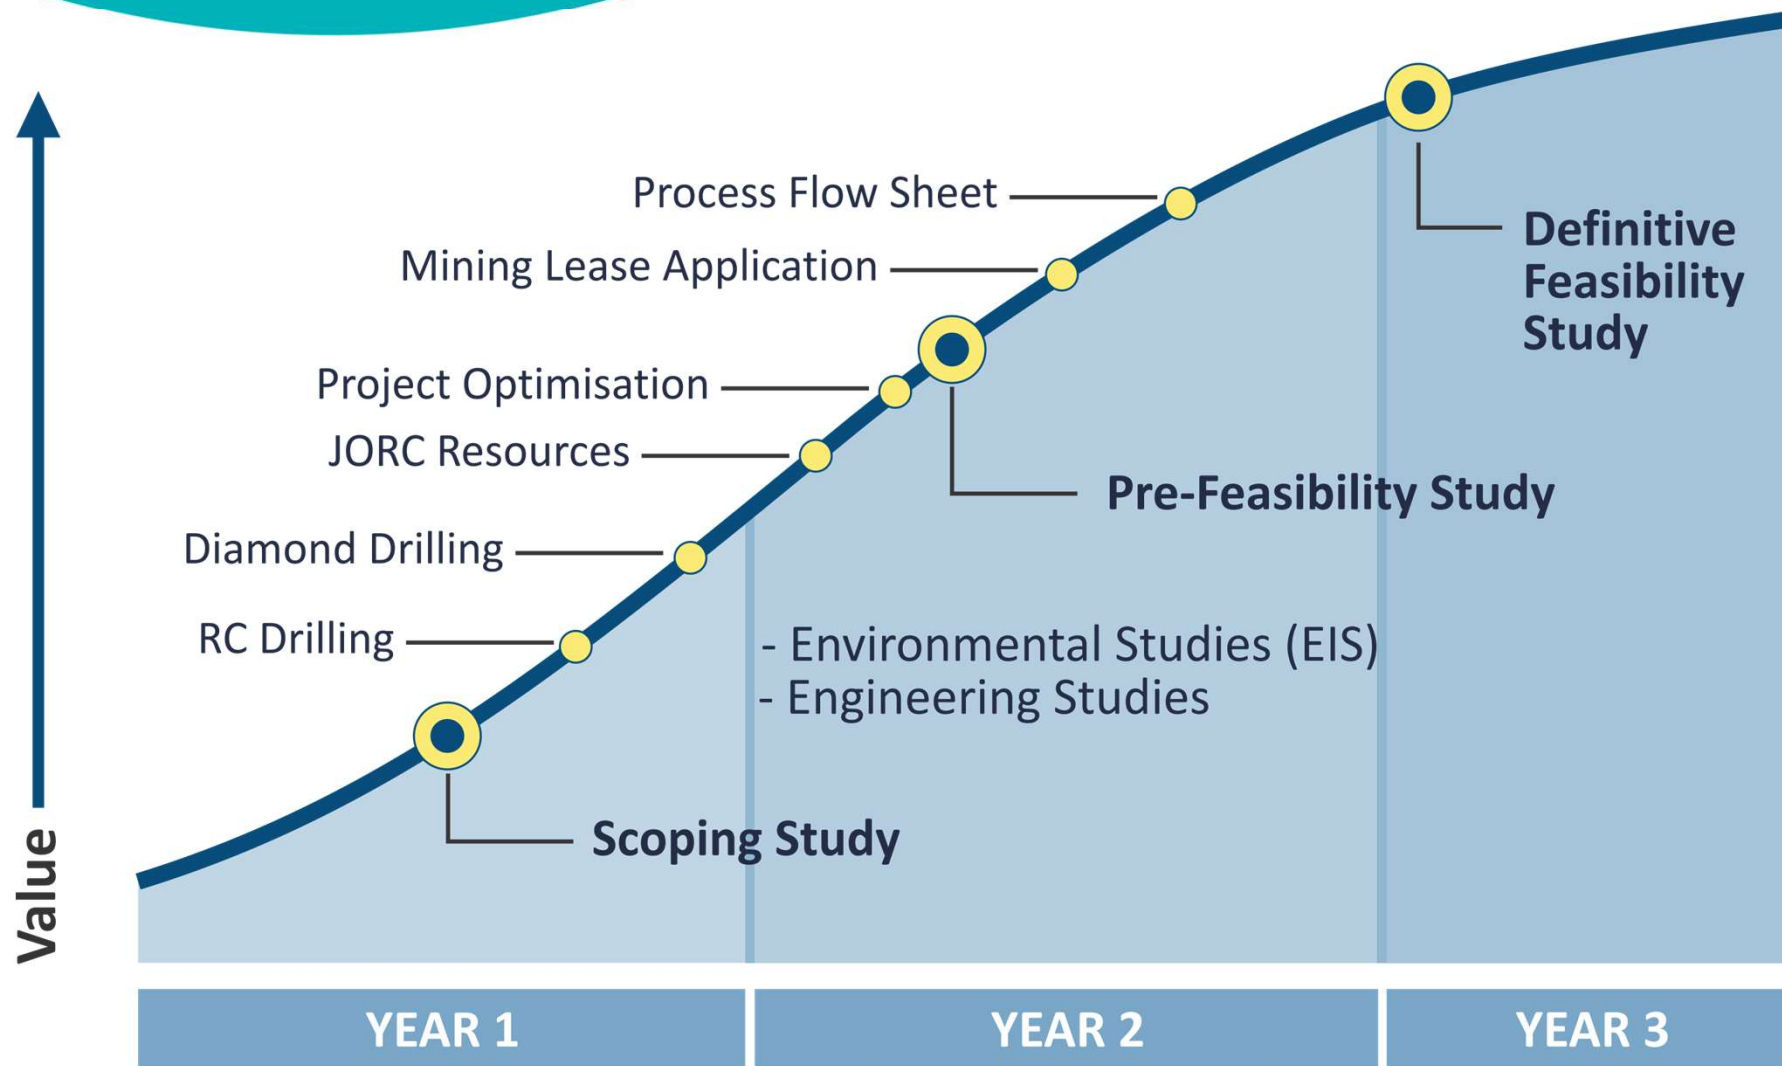 Process Flow Sheet
Mining Lease Application
Definitive
Feasibility
Study
Project Optimisation
JORC Resources
Pre-Feasibility Study
Diamond Drilling
RC Drilling
- Environmental Studies (EIS)
- Engineering Studies
Scoping Study
Value
YEAR 1
YEAR 2
YEAR 3